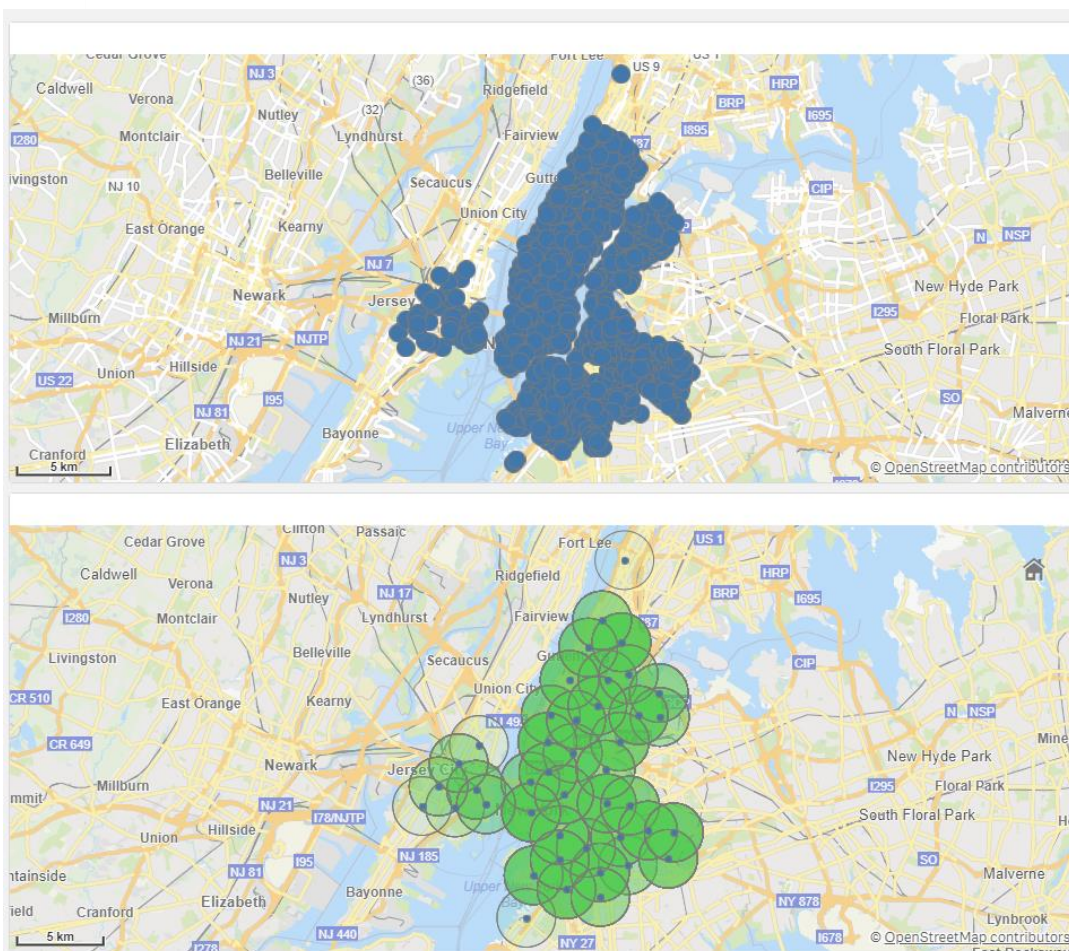 Cedar Grove
NJ 3
Fort Lee
US 9
HRP
Caldwell
Verona
Nutley
(36)
Ridgefield
BRP
I695
Montclair
(32)
Lyndhurst
Fairview
I87
I895
I280
Belleville
Secaucus
CIP
NJ 10
Union City
East Orange
Kearny
N
NSP
NJ 7
Newark
Jersey
New Hyde Park
Millburn
I295
Floral Park
NJ 21
NJTP
South Floral Park
Hillside
Union
US 22
I95
SO
NJ 81
Malverne
Bayonne
Elizabeth
Cranford
5 km
© OpenStreetMap contributors
Clifton
Passaic
Cedar Grove
Fort Lee
US 1
NJ 3
HRP
Caldwell
Verona
NJ 17
Ridgefield
BRP
I695
Nutley
I280
Montclair
Lyndhurst
Fairview
I87
Livingston
Belleville
Secaucus
CIP
CR 510
East Orange
Kearny
Union City
N
NSP
NJ 49
CR 649
Newark
New Hyde Park
Millburn
I295
Floral Park
NJ 21
I78/NJTP
South Floral Park
Union
Hillside
I95
NJ 185
SO
NJ 81
Malverne
Bayonne
Elizabeth
NY 878
Cranford
Lynbrook
5 km
NJ 440
I278
NY 27
I678
© OpenStreetMap contributors